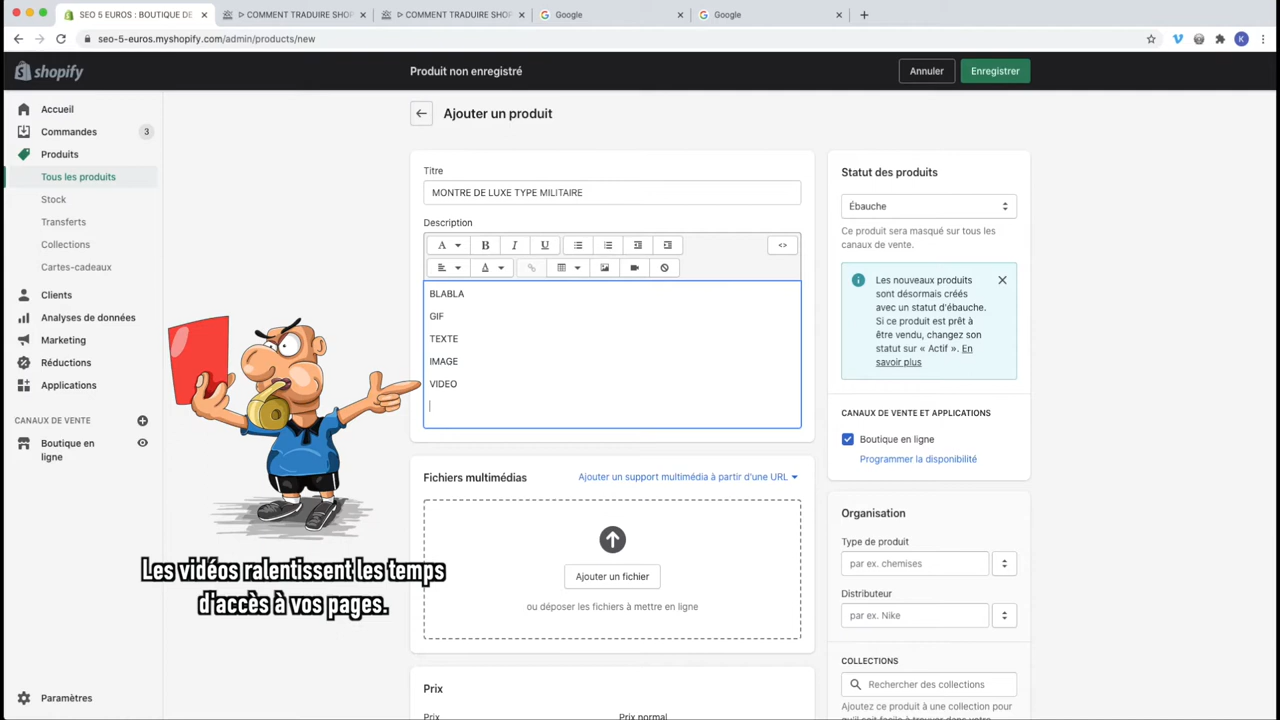 SEO 5 EUROS : BOUTIQUE DE
▷ COMMENT TRADUIRE SHOP
▷ COMMENT TRADUIRE SHOP
Google
Google
seo-5-euros.myshopify.com/admin/products/new
K
shopify
Produit non enregistré
Annuler
Enregistrer
Accueil
Commandes
3
Produits
Tous les produits
Stock
Transferts
Collections
Cartes-cadeaux
Clients
Analyses de données
Marketing
Réductions
Applications
CANAUX DE VENTE
Boutique en
ligne
Paramètres
Ajouter un produit
Titre
MONTRE DE LUXE TYPE MILITAIRE
Description
A
B
I
U
<>
A
BLABLA
GIF
TEXTE
IMAGE
VIDEO
Les vidéos ralentissent les temps
d'accès à vos pages.
Fichiers multimédias
Ajouter un support multimédia à partir d'une URL
Ajouter un fichier
ou déposer les fichiers à mettre en ligne
Prix
Prix
Prix normal
Statut des produits
Ébauche
Ce produit sera masqué sur tous les
canaux de vente.
Les nouveaux produits
sont désormais créés
avec un statut d'ébauche.
Si ce produit est prêt à
être vendu, changez son
statut sur « Actif ». En
savoir plus
CANAUX DE VENTE ET APPLICATIONS
Boutique en ligne
Programmer la disponibilité
Organisation
Type de produit
par ex. chemises
Distributeur
par ex. Nike
COLLECTIONS
Rechercher des collections
Ajoutez ce produit à une collection pour
qu'il soit facile à trouver dans votre